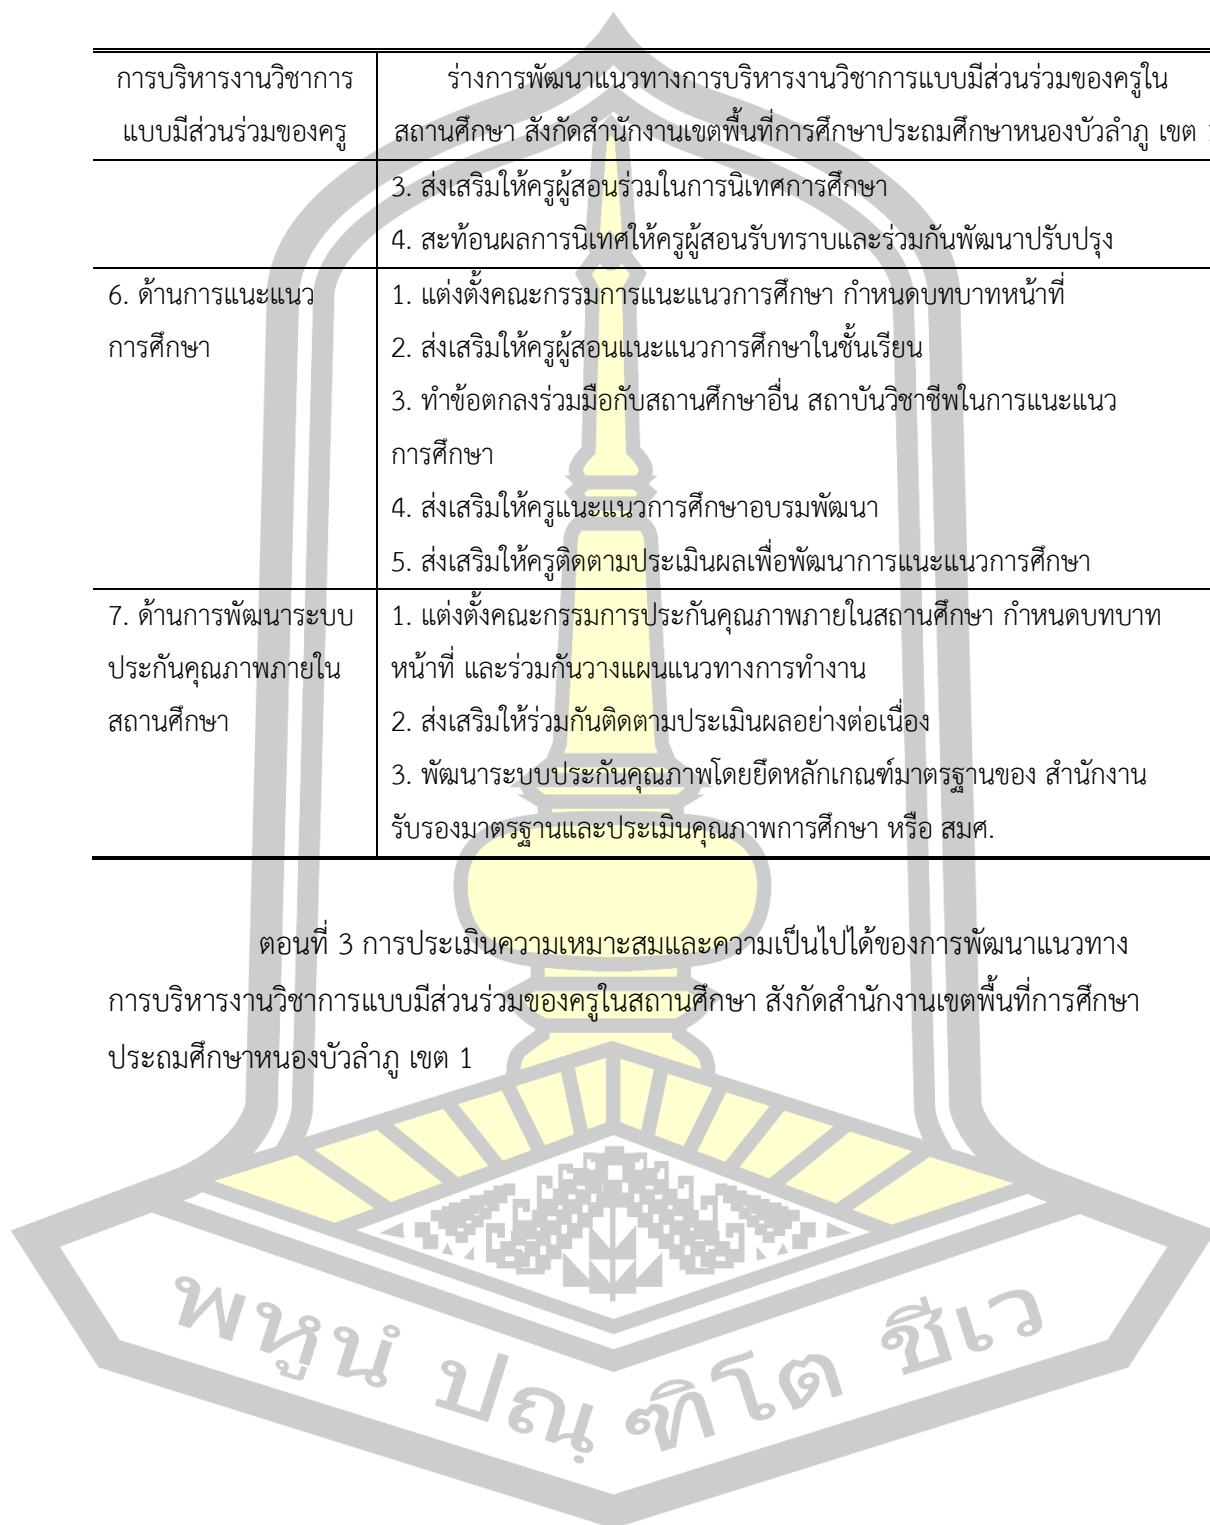 การบริหารงานวิชาการ
แบบมีส่วนร่วมของครู
ร่างการพัฒนาแนวทางการบริหารงานวิชาการแบบมีส่วนร่วมของครูใน
สถานศึกษา สังกัดสำนักงานเขตพื้นที่การศึกษาประถมศึกษาหนองบัวลำภู เขต 1
3. ส่งเสริมให้ครูผู้สอนร่วมในการนิเทศการศึกษา
4. สะท้อนผลการนิเทศให้ครูผู้สอนรับทราบและร่วมกันพัฒนาปรับปรุง
6. ด้านการแนะแนว
การศึกษา
1. แต่งตั้งคณะกรรมการแนะแนวการศึกษา กำหนดบทบาทหน้าที่
2. ส่งเสริมให้ครูผู้สอนแนะแนวการศึกษาในชั้นเรียน
3. ทำข้อตกลงร่วมมือกับสถานศึกษาอื่น สถาบันวิชาชีพในการแนะแนว
การศึกษา
4. ส่งเสริมให้ครูแนะแนวการศึกษาอบรมพัฒนา
5. ส่งเสริมให้ครูติดตามประเมินผลเพื่อพัฒนาการแนะแนวการศึกษา
7. ด้านการพัฒนาระบบ
ประกันคุณภาพภายใน
สถานศึกษา
1. แต่งตั้งคณะกรรมการประกันคุณภาพภายในสถานศึกษา กำหนดบทบาท
หน้าที่ และร่วมกันวางแผนแนวทางการทำงาน
2. ส่งเสริมให้ร่วมกันติดตามประเมินผลอย่างต่อเนื่อง
3. พัฒนาระบบประกันคุณภาพโดยยึดหลักเกณฑ์มาตรฐานของ สำนักงาน
รับรองมาตรฐานและประเมินคุณภาพการศึกษา หรือ สมศ.
ตอนที่ 3 การประเมินความเหมาะสมและความเป็นไปได้ของการพัฒนาแนวทาง
การบริหารงานวิชาการแบบมีส่วนร่วมของครูในสถานศึกษา สังกัดสำนักงานเขตพื้นที่การศึกษา
ประถมศึกษาหนองบัวลำภู เขต 1
พหูนํ ปณฺฑิโต ชีเว